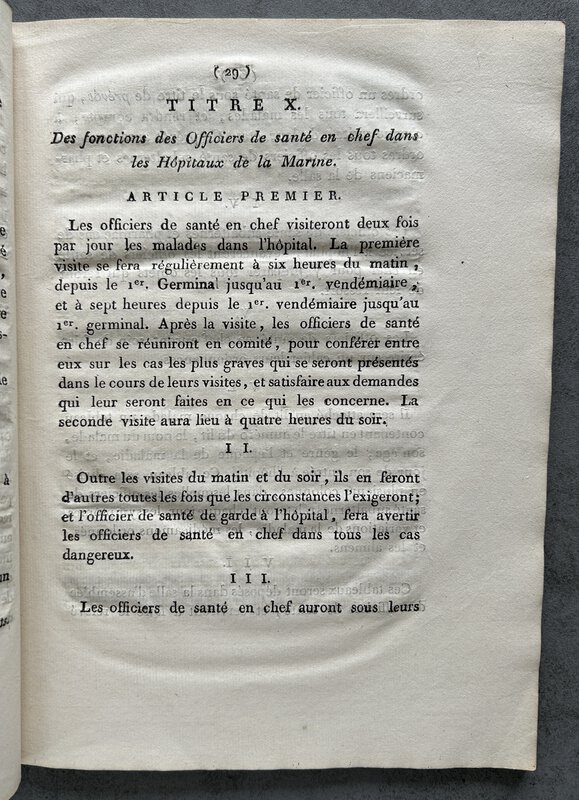 (29)
TITRE X.
Des fonctions des Officiers de santé en chef dans
les Hôpitaux de la Marine.
ARTICLE PREMIER.
Les officiers de santé en chef visiteront deux fois
par jour les malades dans l'hôpital. La première
visite se fera régulièrement à six heures du matin,
depuis le 1er. Germinal jusqu'au 1er. vendémiaire,
et à sept heures depuis le 1er. vendémiaire jusqu'au
1er. germinal. Après la visite, les officiers de santé
en chef se réuniront en comité, pour conférer entre
eux sur les cas les plus graves qui se seront présentés
dans le cours de leurs visites, et satisfaire aux demandes
qui leur seront faites en ce qui les concerne. La
seconde visite aura lieu à quatre heures du soir.
II.
Outre les visites du matin et du soir, ils en feront
d'autres toutes les fois que les circonstances l'exigeront;
et l'officier de santé de garde à l'hôpital, fera avertir
les officiers de santé en chef dans tous les cas
dangereux.
III.
Les officiers de santé en chef auront sous leurs